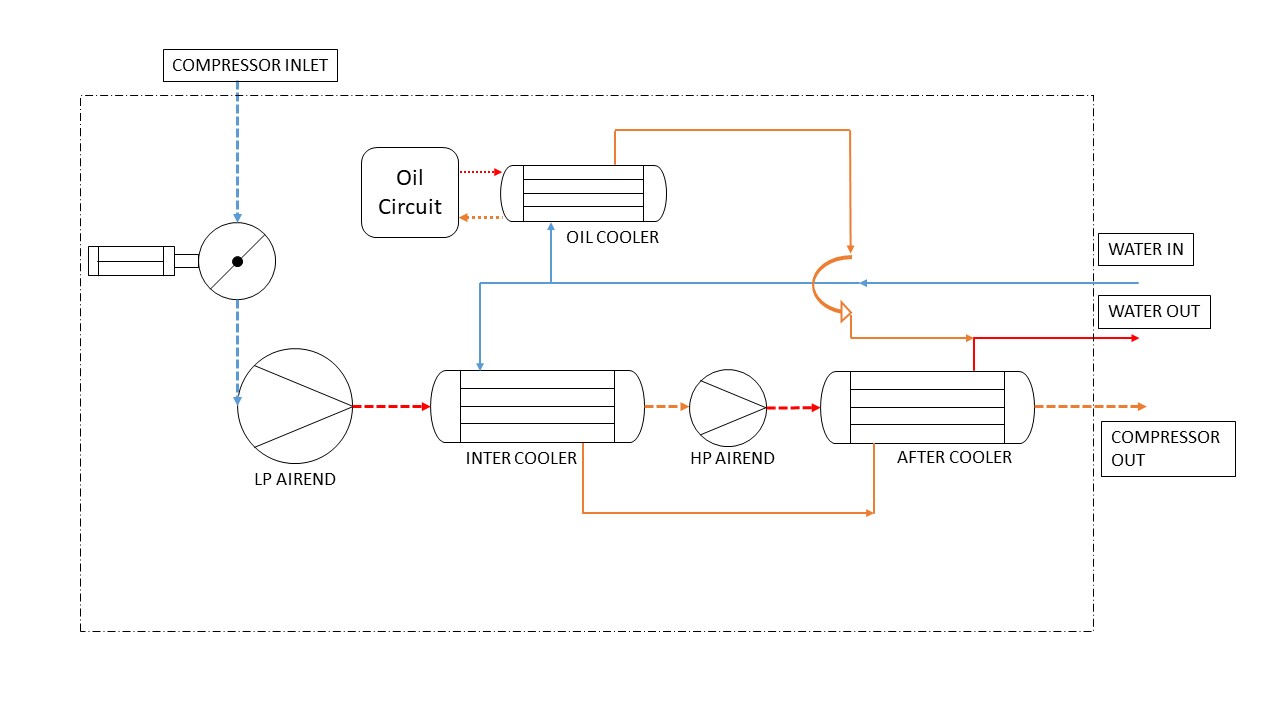 COMPRESSOR INLET
Oil
Circuit
OIL COOLER
WATER IN
WATER OUT
INTER COOLER
HP AIREND
AFTER COOLER
COMPRESSOR
OUT
LP AIREND